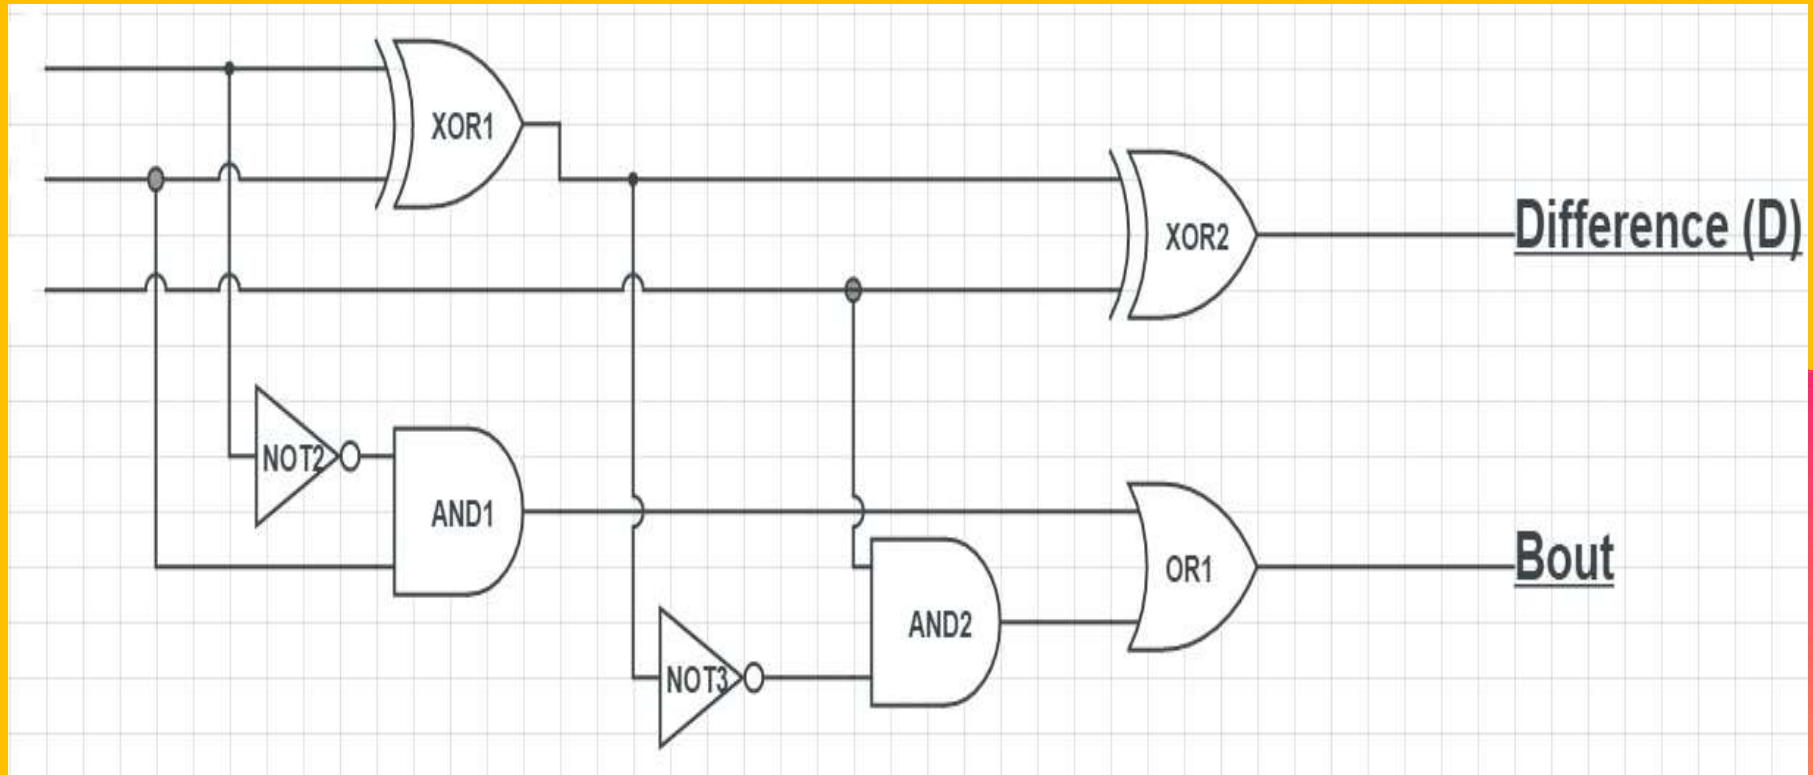 XOR1
XOR2
Difference (D)
NOT2
AND1
OR1
Bout
AND2
NOT3